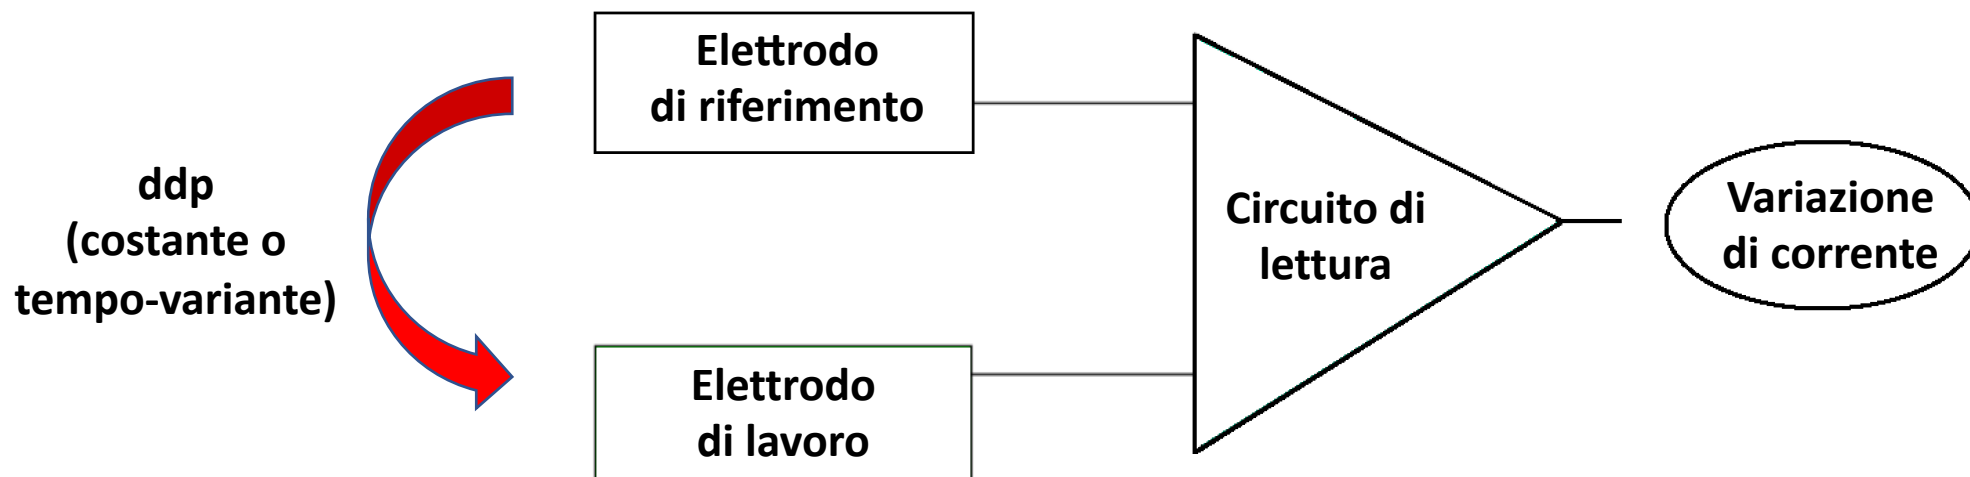 Elettrodo
di riferimento
ddp
(costante o
tempo-variante)
Circuito di
lettura
Variazione
di corrente
Elettrodo
di lavoro